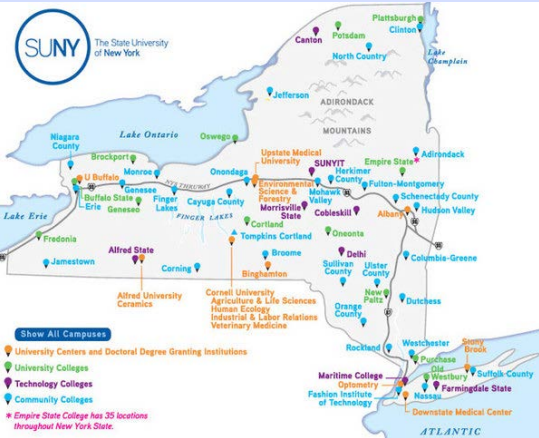 SUNY
The State University
of New York
Plattsburgh
Clinton
Canton
Potsdam
North Country
Lake
Champlain
Jefferson
ADIRONDACK
MOUNTAINS
Lake Ontario
Niagara
County
Oswego
Brockport
Monroe
Upstate Medical
University
Adirondack
*
Empire State
SUNYIT
Herkimer
County
U Buffalo
NYS THRUWAY
Onondaga
Environmental
Science &
Forestry
Mohawk
Valley
Fulton-Montgomery
90
Buffalo State
Erie
Genesee
Geneseo
Finger
Lakes
Cayuga County
Morrisville
State
Cobleskill
Schenectady County
Albany
Hudson Valley
Lake Erie
FINGER LAKES
Cortland
Oneonta
Fredonia
Tompkins Cortland
90
Alfred State
Broome
Delhi
Columbia-Greene
Jamestown
Corning
Binghamton
Sullivan
County
Ulster
County
Alfred University
Ceramics
Cornell University
Agriculture & Life Sciences
Human Ecology
Industrial & Labor Relations
Veterinary Medicine
New
Paltz
Dutchess
Orange
County
87
Show All Campuses
Rockland
Westchester
Stony
Brook
University Centers and Doctoral Degree Granting Institutions
University Colleges
Technology Colleges
Community Colleges
Purchase
Old
Westbury
Suffolk County
Maritime College
Optometry
Fashion Institute
of Technology
Farmingdale State
Nassau
Downstate Medical Center
* Empire State College has 35 locations
throughout New York State.
ATLANTIC